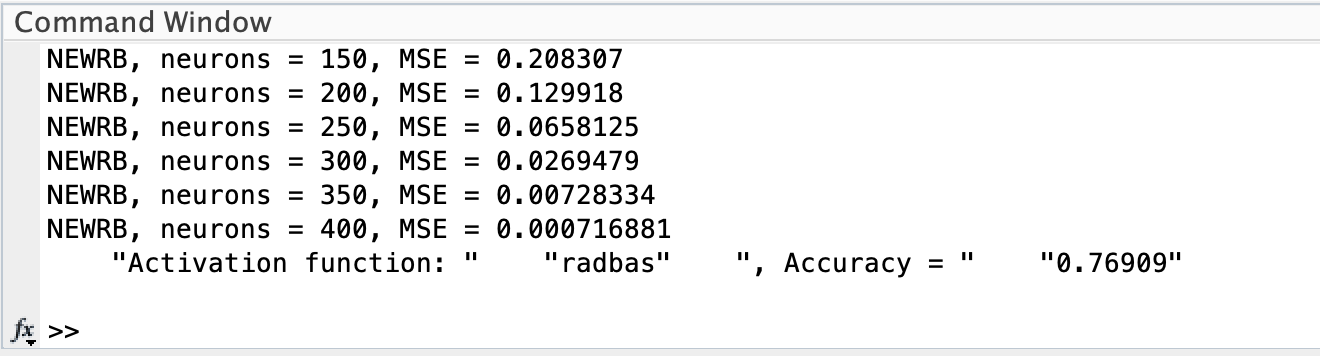 Command Window
NEWRB, neurons = 150, MSE = 0.208307
NEWRB, neurons = 200, MSE = 0.129918
NEWRB, neurons = 250, MSE = 0.0658125
NEWRB, neurons = 300, MSE = 0.0269479
NEWRB, neurons = 350, MSE = 0.00728334
NEWRB, neurons = 400, MSE = 0.000716881
"Activation function: "    "radbas"    ", Accuracy = "    "0.76909"
fx >>